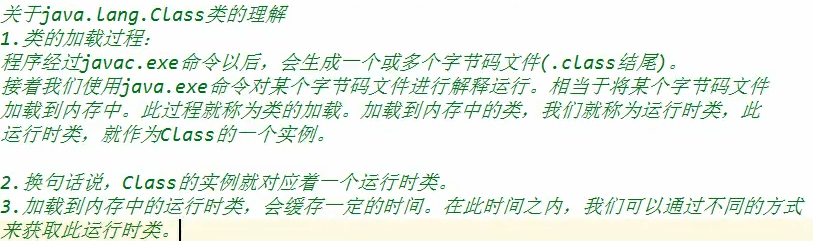 关于java.lang.Class类的理解
1.类的加载过程：
程序经过javac.exe命令以后，会生成一个或多个字节码文件(.class结尾)。
接着我们使用java.exe命令对某个字节码文件进行解释运行。相当于将某个字节码文件
加载到内存中。此过程就称为类的加载。加载到内存中的类，我们就称为运行时类，此
运行时类，就作为Class的一个实例。
2.换句话说，Class的实例就对应着一个运行时类。
3.加载到内存中的运行时类，会缓存一定的时间。在此时间之内，我们可以通过不同的方式
来获取此运行时类。